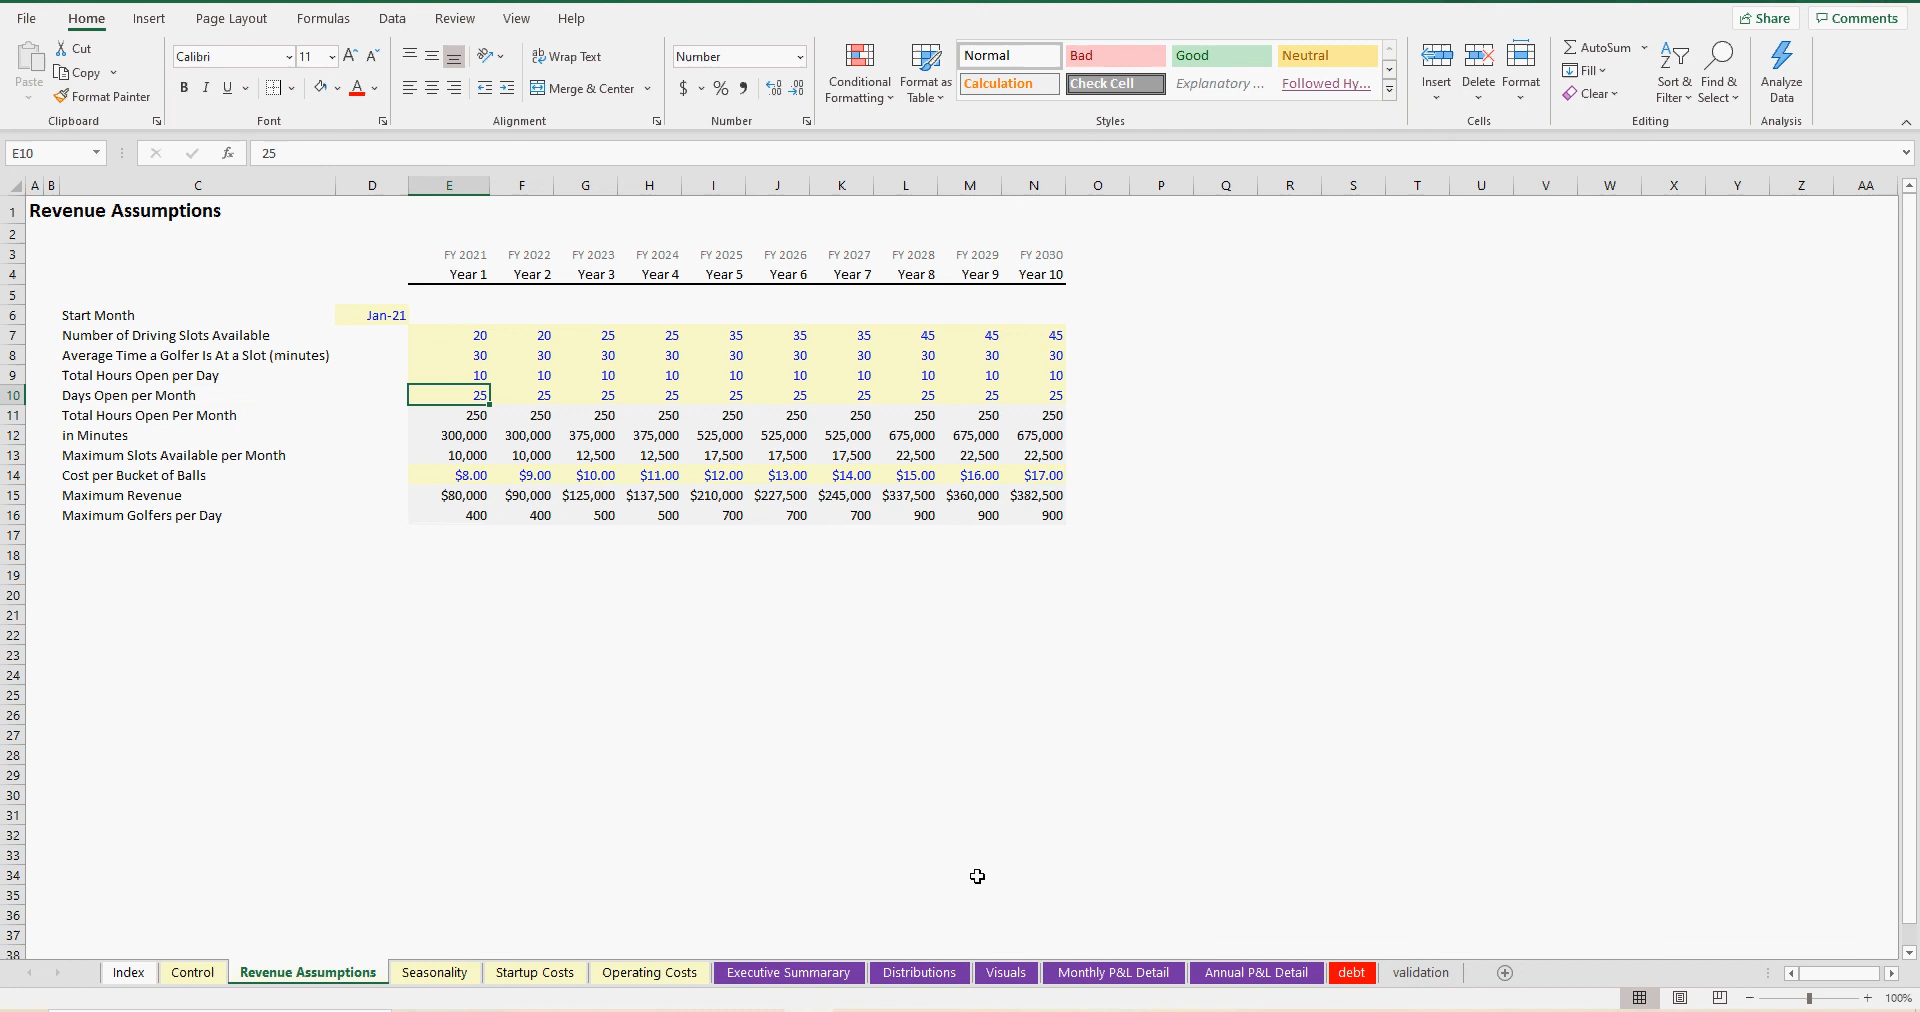 File Home Insert Page Layout Formulas Data Review View Help Share Comments
Paste Cut Copy Format Painter Clipboard
Calibri 11 B I U A Font
Wrap Text Merge & Center Alignment
Number $ % Number
Conditional Formatting Format as Table Normal Bad Good Neutral Calculation Check Cell Explanatory ... Followed Hy... Styles
Insert Delete Format Cells
AutoSum Fill Clear Sort & Filter Find & Select Editing
Analyze Data Analysis
E10 fx 25
A B C D E F G H I J K L M N O P Q R S T U V W X Y Z AA
1 Revenue Assumptions
2
3 FY 2021 FY 2022 FY 2023 FY 2024 FY 2025 FY 2026 FY 2027 FY 2028 FY 2029 FY 2030
4 Year 1 Year 2 Year 3 Year 4 Year 5 Year 6 Year 7 Year 8 Year 9 Year 10
5
6 Start Month Jan-21
7 Number of Driving Slots Available 20 20 25 25 35 35 35 45 45 45
8 Average Time a Golfer Is At a Slot (minutes) 30 30 30 30 30 30 30 30 30 30
9 Total Hours Open per Day 10 10 10 10 10 10 10 10 10 10
10 Days Open per Month 25 25 25 25 25 25 25 25 25 25
11 Total Hours Open Per Month 250 250 250 250 250 250 250 250 250 250
12 in Minutes 300,000 300,000 375,000 375,000 525,000 525,000 525,000 675,000 675,000 675,000
13 Maximum Slots Available per Month 10,000 10,000 12,500 12,500 17,500 17,500 17,500 22,500 22,500 22,500
14 Cost per Bucket of Balls $8.00 $9.00 $10.00 $11.00 $12.00 $13.00 $14.00 $15.00 $16.00 $17.00
15 Maximum Revenue $80,000 $90,000 $125,000 $137,500 $210,000 $227,500 $245,000 $337,500 $360,000 $382,500
16 Maximum Golfers per Day 400 400 500 500 700 700 700 900 900 900
17
18
19
20
21
22
23
24
25
26
27
28
29
30
31
32
33
34
35
36
37
38
Index Control Revenue Assumptions Seasonality Startup Costs Operating Costs Executive Summarary Distributions Visuals Monthly P&L Detail Annual P&L Detail debt validation
100%